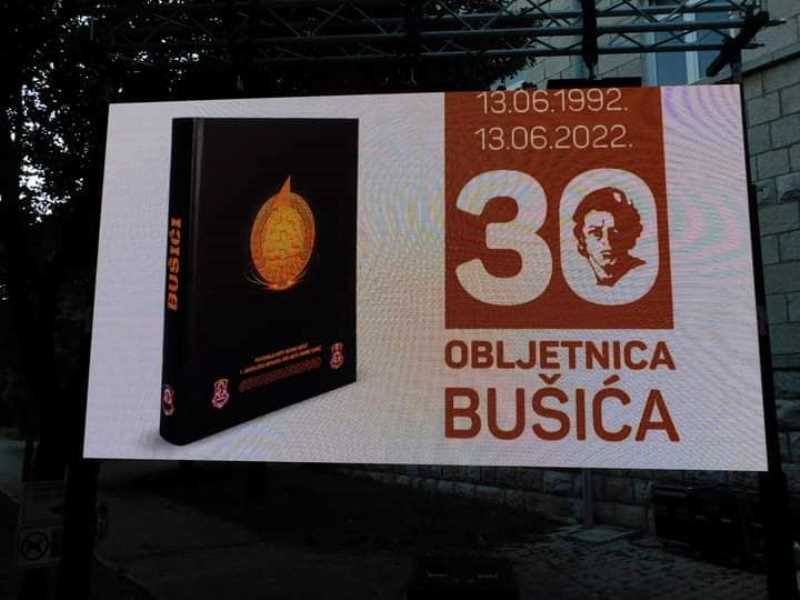 BUŠIĆI
13.06.1992.
13.06.2022.
30
OBLJETNICA
BUŠIĆA